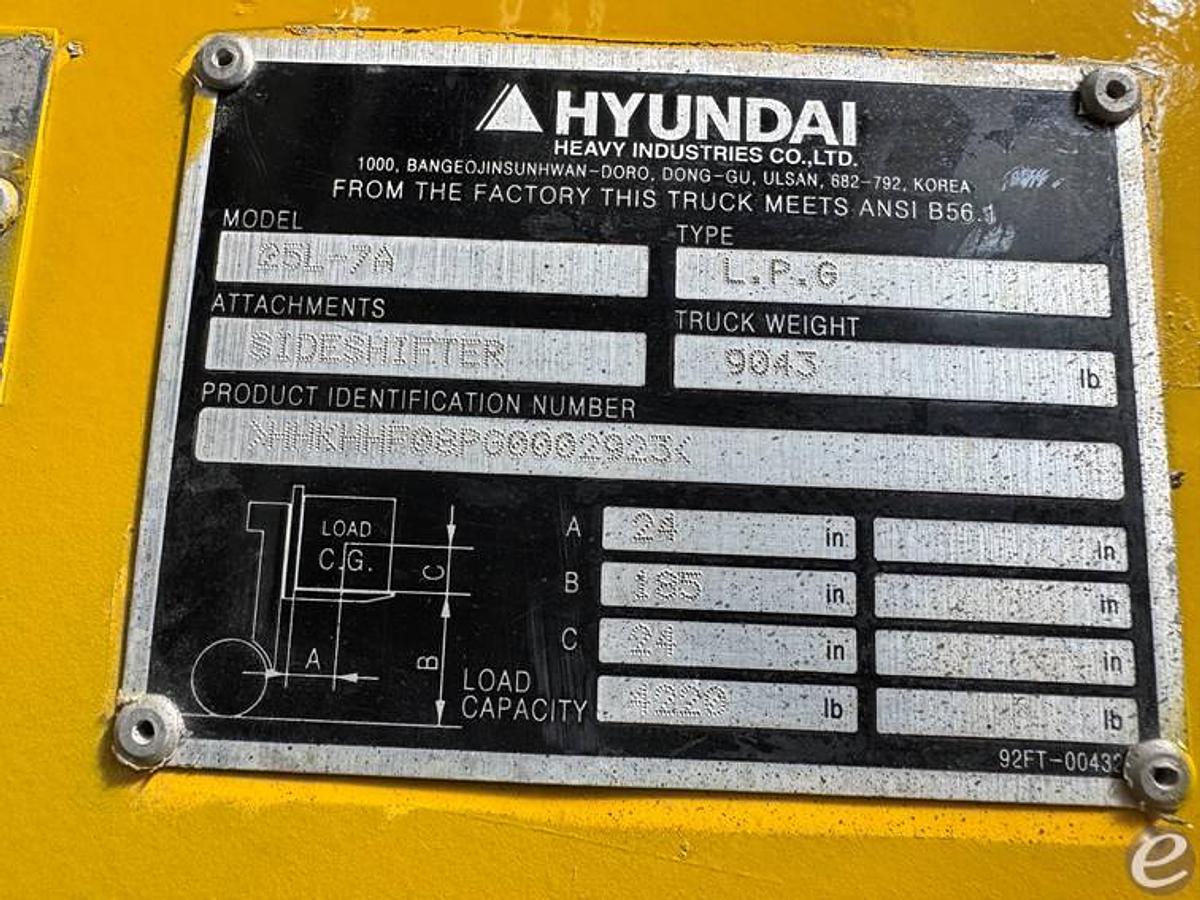 HYUNDAI
HEAVY INDUSTRIES CO.,LTD.
1000, BANGEOJINSUNHWAN-DORO, DONG-GU, ULSAN, 682-792, KOREA
FROM THE FACTORY THIS TRUCK MEETS ANSI B56.1
MODEL TYPE
25L-7A L.P.G
ATTACHMENTS TRUCK WEIGHT
SIDESHIFTER 9043 lb
PRODUCT IDENTIFICATION NUMBER
>HHKHHF08PG0002923<
LOAD
C.G.
C
A
B
A 24 in in
B 185 in in
C 24 in in
LOAD
CAPACITY 4220 lb lb
92FT-00432
e